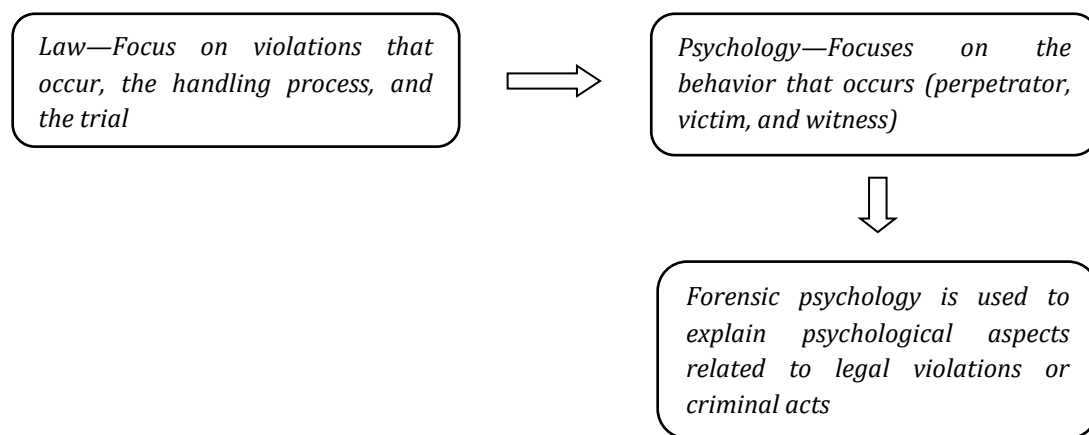 Law—Focus on violations that
occur, the handling process, and
the trial
Psychology—Focuses on the
behavior that occurs (perpetrator,
victim, and witness)
Forensic psychology is used to
explain psychological aspects
related to legal violations or
criminal acts